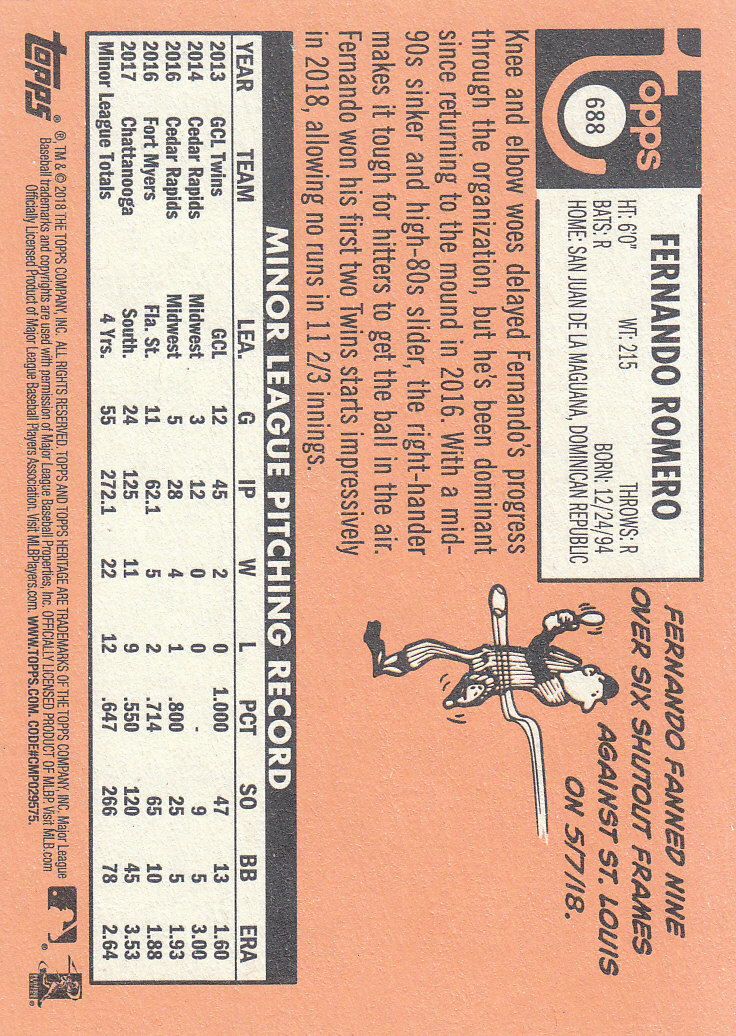 topps
688
FERNANDO ROMERO
HT: 6'0" WT: 215 THROWS: R
BATS: R BORN: 12/24/94
HOME: SAN JUAN DE LA MAGUANA, DOMINICAN REPUBLIC
FERNANDO FANNED NINE
OVER SIX SHUTOUT FRAMES
AGAINST ST. LOUIS
ON 5/7/18.
Knee and elbow woes delayed Fernando's progress
through the organization, but he's been dominant
since returning to the mound in 2016. With a mid-
90s sinker and high-80s slider, the right-hander
makes it tough for hitters to get the ball in the air.
Fernando won his first two Twins starts impressively
in 2018, allowing no runs in 11 2/3 innings.
MINOR LEAGUE PITCHING RECORD
YEAR TEAM LEA. G IP W L PCT SO BB ERA
2013 GCL Twins GCL 12 45 2 0 1.000 47 13 1.60
2014 Cedar Rapids Midwest 3 12 0 0 - 9 5 3.00
2016 Cedar Rapids Midwest 5 28 4 1 .800 25 5 1.93
2016 Fort Myers Fla. St. 11 62.1 5 2 .714 65 10 1.88
2017 Chattanooga South. 24 125 11 9 .550 120 45 3.53
Minor League Totals 4 Yrs. 55 272.1 22 12 .647 266 78 2.64
topps® ®, TM & © 2018 THE TOPPS COMPANY, INC. ALL RIGHTS RESERVED. TOPPS AND TOPPS HERITAGE ARE TRADEMARKS OF THE TOPPS COMPANY, INC. Major League
Baseball trademarks and copyrights are used with permission of Major League Baseball Properties, Inc. OFFICIALLY LICENSED PRODUCT OF MLBP. Visit MLB.com
Officially Licensed Product of Major League Baseball Players Association. Visit MLBPlayers.com. WWW.TOPPS.COM. CODE#CMP029575.